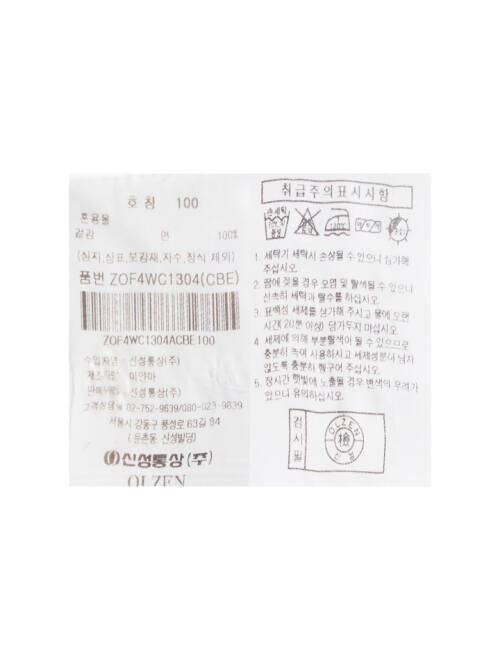 호 칭 100
혼용율
겉감 면 100%
(심지,상표,보김재,자수,장식 제외)
품번 ZOF4WC1304(CBE)
ZOF4WC1304ACBE100
수입자명 : 신성통상(주)
제조국명 : 미얀마
판매원 : 신성통상(주)
고객상담 ☎ 02-752-9839/080-023-9839
서울시 강동구 풍성로 63길 84
(둔촌동 신성빌딩)
신성통상(주)
OLZEN
취급주의표시사항
손세탁
1. 세탁기 세탁시 손상될 수 있으니 삼가해
주십시오.
2. 땀에 젖을 경우 오염 및 탈색될 수 있으니
신속히 세탁과 탈수를 하십시오.
3. 표백성 세제를 삼가해 주시고 물에 오랜
시간(20분 이상) 담가두지 마십시오.
4. 세제에 의해 부분탈색이 될 수 있으므로
충분히 녹여 사용하시고 세제성분이 남지
않도록 충분히 헹구어 주십시오.
5. 장시간 햇빛에 노출될 경우 변색의 우려가
있으니 유의하십시오.
검시필
OLZEN
檢